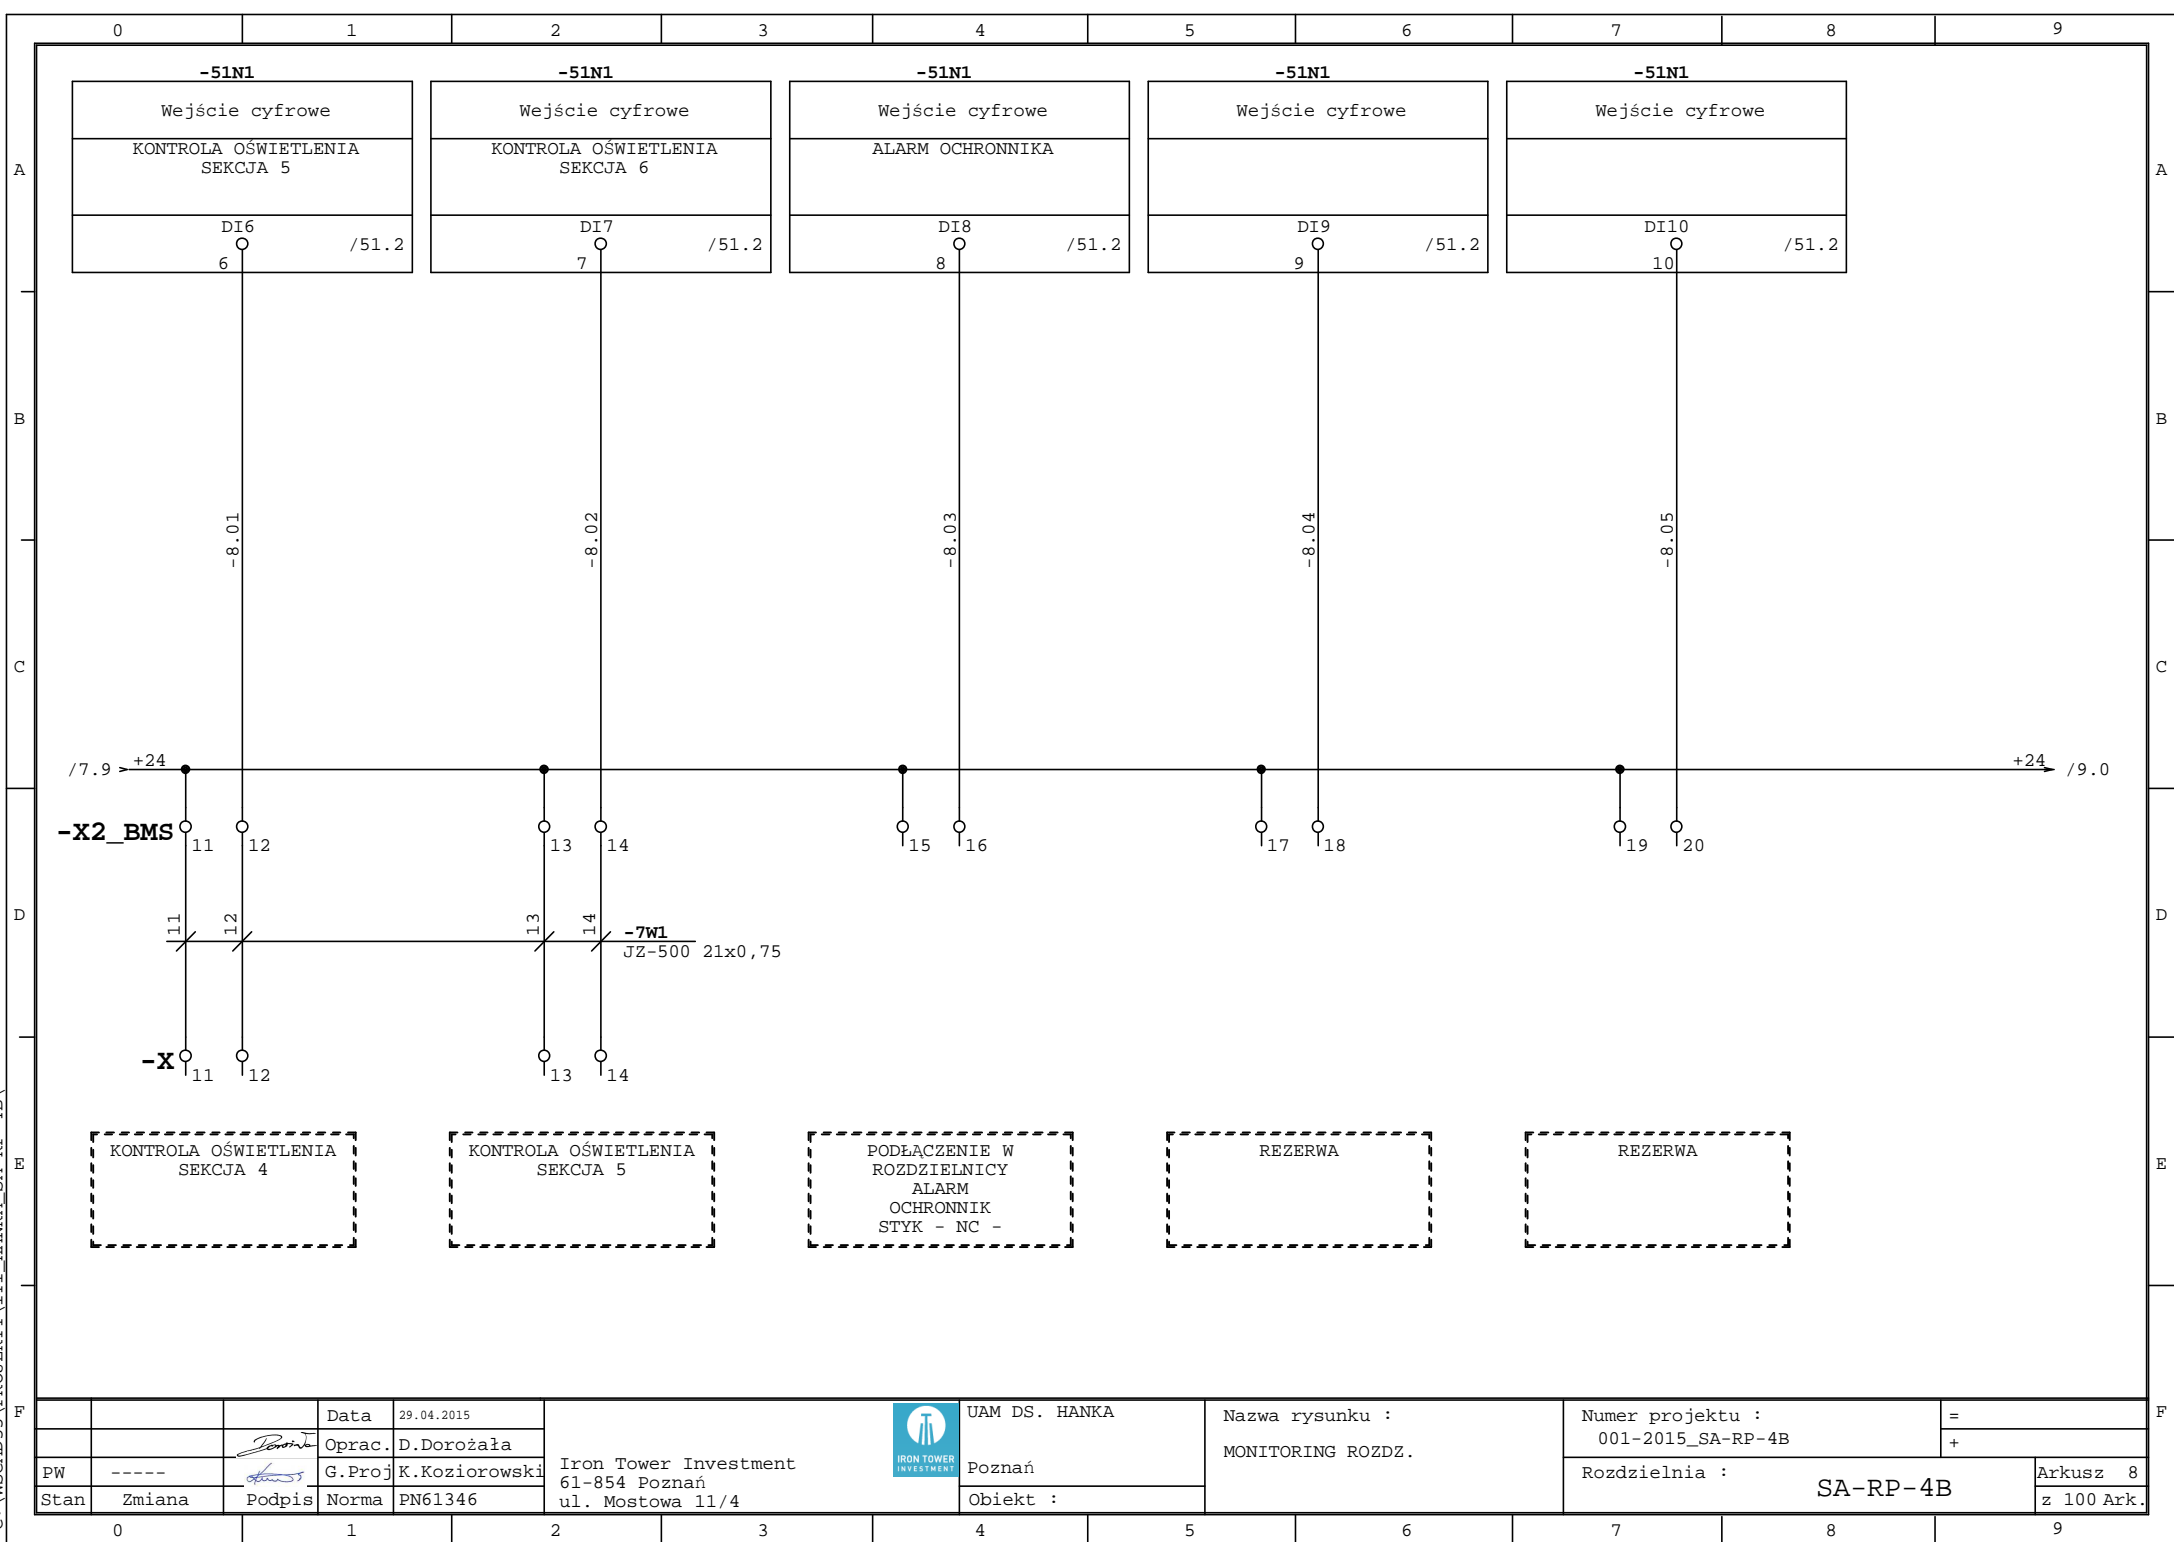 0 1 2 3 4 5 6 7 8 9
-51N1 -51N1 -51N1 -51N1 -51N1
Wejście cyfrowe Wejście cyfrowe Wejście cyfrowe Wejście cyfrowe Wejście cyfrowe
KONTROLA OŚWIETLENIA
SEKCJA 5
KONTROLA OŚWIETLENIA
SEKCJA 6
ALARM OCHRONNIKA
A A
DI6 DI7 DI8 DI9 DI10
/51.2 /51.2 /51.2 /51.2 /51.2
6 7 8 9 10
B B
-8.01 -8.02 -8.03 -8.04 -8.05
C C
/7.9 +24 +24 /9.0
-X2_BMS 11 12 13 14 15 16 17 18 19 20
D D
11 12 13 14 -7W1
JZ-500 21x0,75
-X 11 12 13 14
E E
KONTROLA OŚWIETLENIA
SEKCJA 4
KONTROLA OŚWIETLENIA
SEKCJA 5
PODŁĄCZENIE W
ROZDZIELNICY
ALARM
OCHRONNIK
STYK - NC -
REZERWA
REZERWA
F F
Data 29.04.2015
Oprac. D.Dorożała
PW ----- G.Proj K.Koziorowski
Stan Zmiana Podpis Norma PN61346
Iron Tower Investment
61-854 Poznań
ul. Mostowa 11/4
IRON TOWER
INVESTMENT
UAM DS. HANKA
Poznań
Obiekt :
Nazwa rysunku :
MONITORING ROZDZ.
Numer projektu :
001-2015_SA-RP-4B
Rozdzielnia :
SA-RP-4B
=
+
Arkusz 8
z 100 Ark.
0 1 2 3 4 5 6 7 8 9